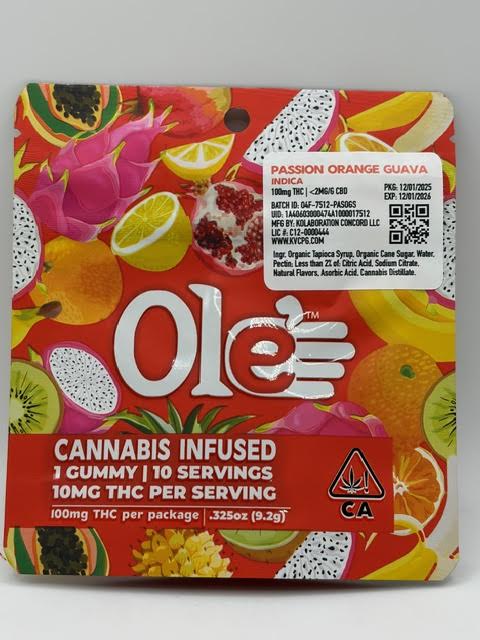 PASSION ORANGE GUAVA
INDICA
100mg THC | <2MG/G CBD
PKG: 12/01/2025
EXP: 12/01/2026
BATCH ID: 04F-7512-PASOGS
UID: 1A40603000474A1000017512
MFG BY: KOLABORATION CONCORD LLC
LIC #: C12-0000444
WWW.KVCPG.COM
Ingr. Organic Tapioca Syrup, Organic Cane Sugar, Water,
Pectin; Less than 2% of: Citric Acid, Sodium Citrate,
Natural Flavors, Asorbic Acid, Cannabis Distillate.
Olé
TM
CANNABIS INFUSED
1 GUMMY | 10 SERVINGS
10MG THC PER SERVING
100mg THC per package | .325oz (9.2g)
CA